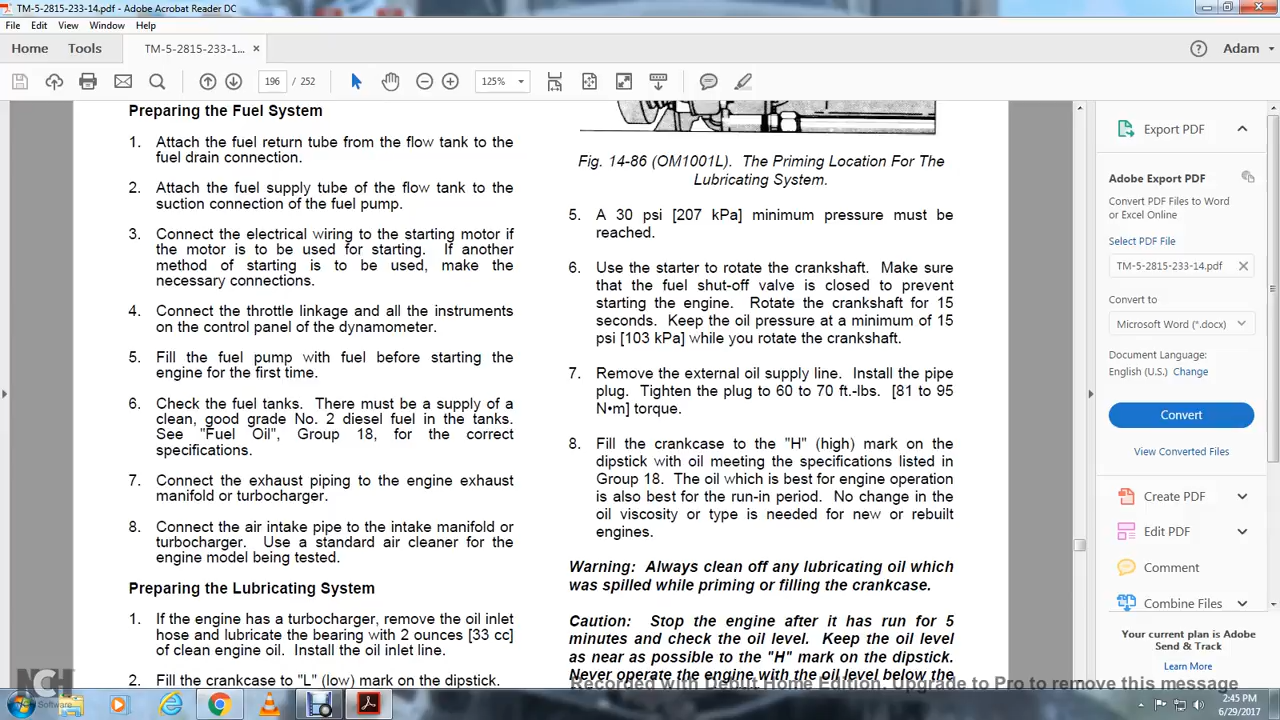 TM-5-2815-233-14.pdf - Adobe Acrobat Reader DC
File Edit View Window Help
Home Tools TM-5-2815-233-1... × Adam
196 / 252 125%
Preparing the Fuel System
1. Attach the fuel return tube from the flow tank to the
fuel drain connection.
2. Attach the fuel supply tube of the flow tank to the
suction connection of the fuel pump.
3. Connect the electrical wiring to the starting motor if
the motor is to be used for starting. If another
method of starting is to be used, make the
necessary connections.
4. Connect the throttle linkage and all the instruments
on the control panel of the dynamometer.
5. Fill the fuel pump with fuel before starting the
engine for the first time.
6. Check the fuel tanks. There must be a supply of a
clean, good grade No. 2 diesel fuel in the tanks.
See "Fuel Oil", Group 18, for the correct
specifications.
7. Connect the exhaust piping to the engine exhaust
manifold or turbocharger.
8. Connect the air intake pipe to the intake manifold or
turbocharger. Use a standard air cleaner for the
engine model being tested.
Preparing the Lubricating System
1. If the engine has a turbocharger, remove the oil inlet
hose and lubricate the bearing with 2 ounces [33 cc]
of clean engine oil. Install the oil inlet line.
2. Fill the crankcase to "L" (low) mark on the dipstick.
Fig. 14-86 (OM1001L). The Priming Location For The
Lubricating System.
5. A 30 psi [207 kPa] minimum pressure must be
reached.
6. Use the starter to rotate the crankshaft. Make sure
that the fuel shut-off valve is closed to prevent
starting the engine. Rotate the crankshaft for 15
seconds. Keep the oil pressure at a minimum of 15
psi [103 kPa] while you rotate the crankshaft.
7. Remove the external oil supply line. Install the pipe
plug. Tighten the plug to 60 to 70 ft.-lbs. [81 to 95
N•m] torque.
8. Fill the crankcase to the "H" (high) mark on the
dipstick with oil meeting the specifications listed in
Group 18. The oil which is best for engine operation
is also best for the run-in period. No change in the
oil viscosity or type is needed for new or rebuilt
engines.
Warning: Always clean off any lubricating oil which
was spilled while priming or filling the crankcase.
Caution: Stop the engine after it has run for 5
minutes and check the oil level. Keep the oil level
as near as possible to the "H" mark on the dipstick.
Never operate the engine with the oil level below the
Export PDF
Adobe Export PDF
Convert PDF Files to Word
or Excel Online
Select PDF File
TM-5-2815-233-14.pdf
Convert to
Microsoft Word (*.docx)
Document Language:
English (U.S.) Change
Convert
View Converted Files
Create PDF
Edit PDF
Comment
Combine Files
Your current plan is Adobe
Send & Track
Learn More
Recorded with Debut Home Edition. Upgrade to Pro to remove this message
NCH
Software
2:45 PM
6/29/2017